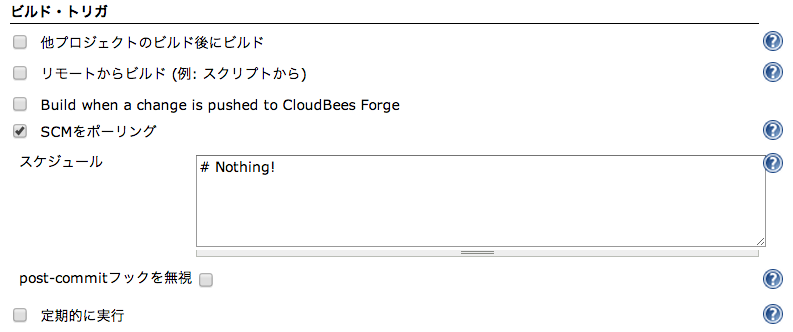 ビルド・トリガ
他プロジェクトのビルド後にビルド
リモートからビルド (例: スクリプトから)
Build when a change is pushed to CloudBees Forge
SCMをポーリング
スケジュール
# Nothing!
post-commitフックを無視
定期的に実行